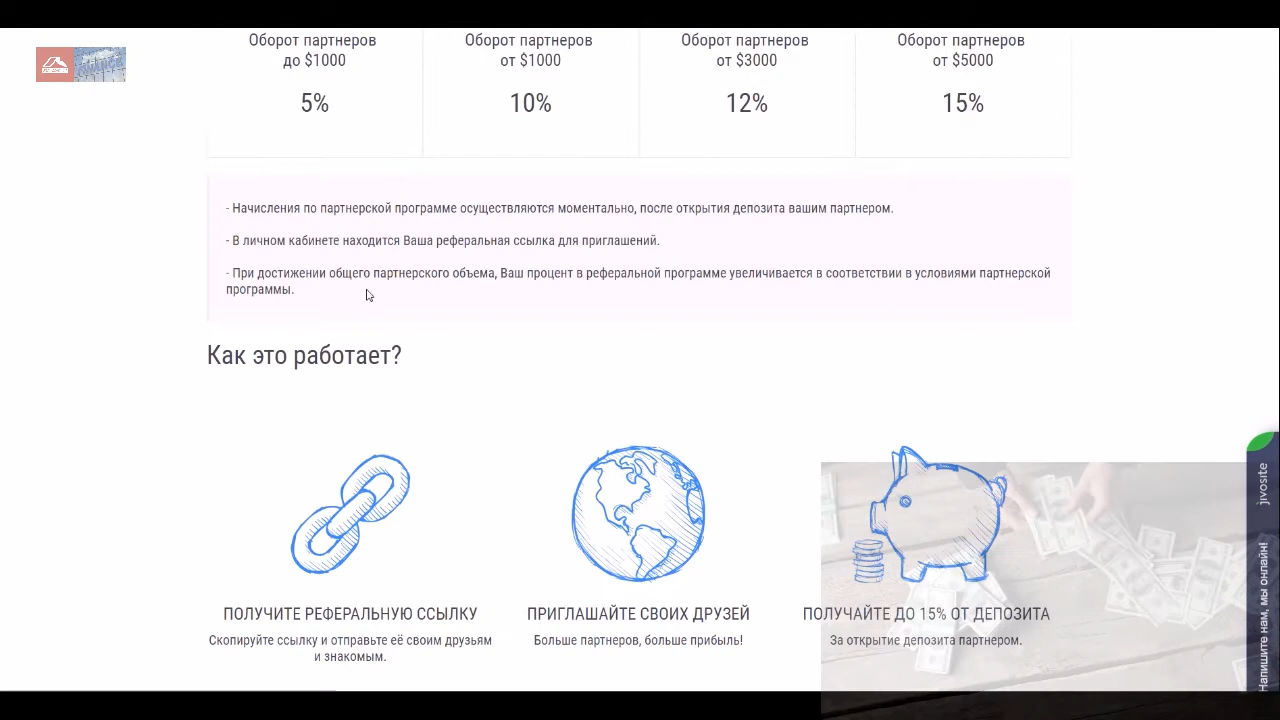 Оборот партнеров
до $1000
5%
Оборот партнеров
от $1000
10%
Оборот партнеров
от $3000
12%
Оборот партнеров
от $5000
15%
- Начисления по партнерской программе осуществляются моментально, после открытия депозита вашим партнером.
- В личном кабинете находится Ваша реферальная ссылка для приглашений.
- При достижении общего партнерского объема, Ваш процент в реферальной программе увеличивается в соответствии в условиями партнерской
программы.
Как это работает?
ПОЛУЧИТЕ РЕФЕРАЛЬНУЮ ССЫЛКУ
Скопируйте ссылку и отправьте её своим друзьям
и знакомым.
ПРИГЛАШАЙТЕ СВОИХ ДРУЗЕЙ
Больше партнеров, больше прибыль!
ПОЛУЧАЙТЕ ДО 15% ОТ ДЕПОЗИТА
За открытие депозита партнером.
jivosite
Напишите нам, мы онлайн!